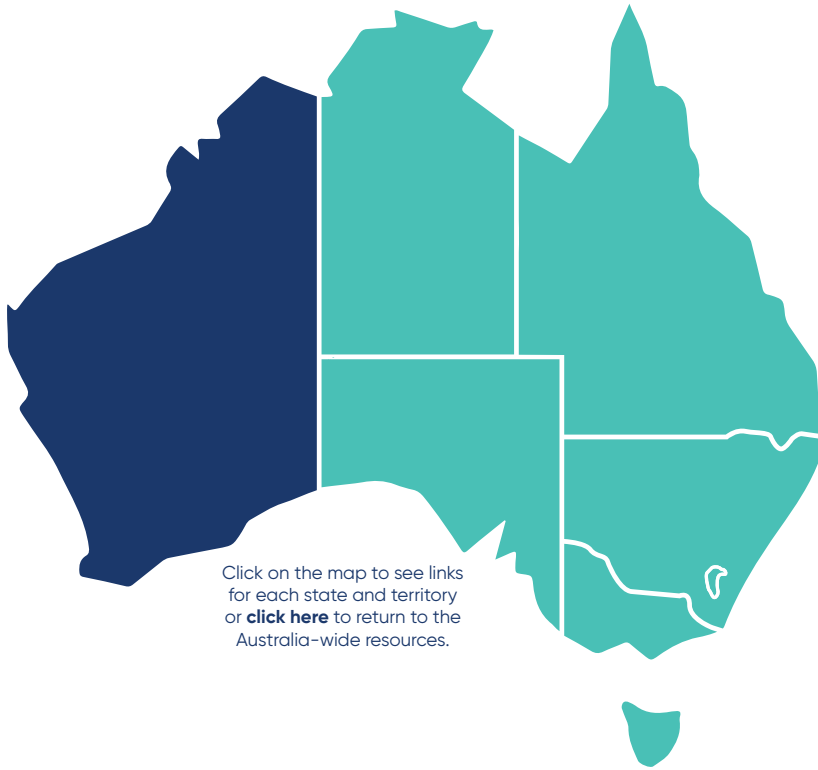 Click on the map to see links
for each state and territory
or click here to return to the
Australia-wide resources.